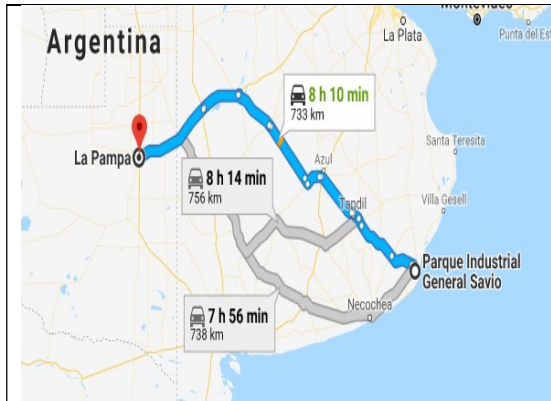 Montevideo
La Plata
Punta del Est
Argentina
8 h 10 min
733 km
Santa Teresita
La Pampa
Azul
8 h 14 min
756 km
Tandil
Villa Gesell
Parque Industrial
General Savio
Necochea
7 h 56 min
738 km